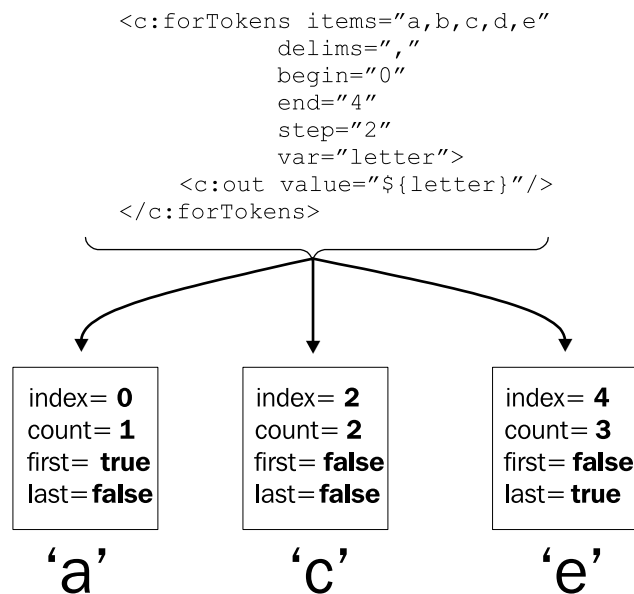 <c:forTokens items=”a,b,c,d,e”
delims=”,”
begin=”0”
end=”4”
step=”2”
var=”letter”>
<c:out value=”${letter}”/>
</c:forTokens>
index= 0
count= 1
first= true
last=false
‘a’
index= 2
count= 2
first= false
last= false
‘c’
index= 4
count= 3
first= false
last= true
‘e’